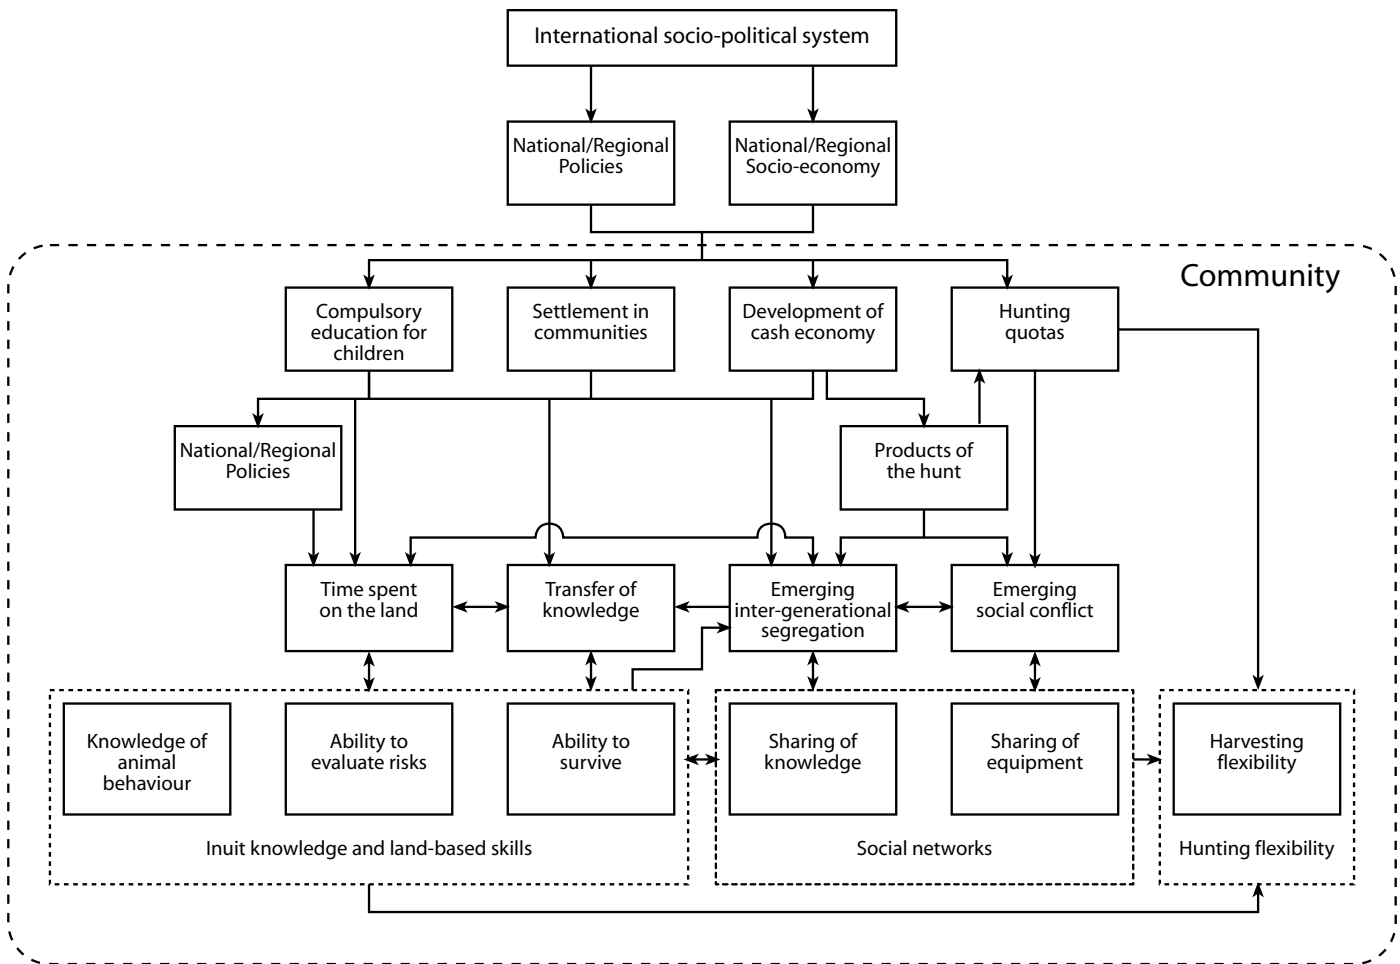 International socio-political system
National/Regional
Policies
National/Regional
Socio-economy
Community
Compulsory
education for
children
Settlement in
communities
Development of
cash economy
Hunting
quotas
National/Regional
Policies
Products of
the hunt
Time spent
on the land
Transfer of
knowledge
Emerging
inter-generational
segregation
Emerging
social conflict
Knowledge of
animal
behaviour
Ability to
evaluate risks
Ability to
survive
Sharing of
knowledge
Sharing of
equipment
Harvesting
flexibility
Inuit knowledge and land-based skills
Social networks
Hunting flexibility